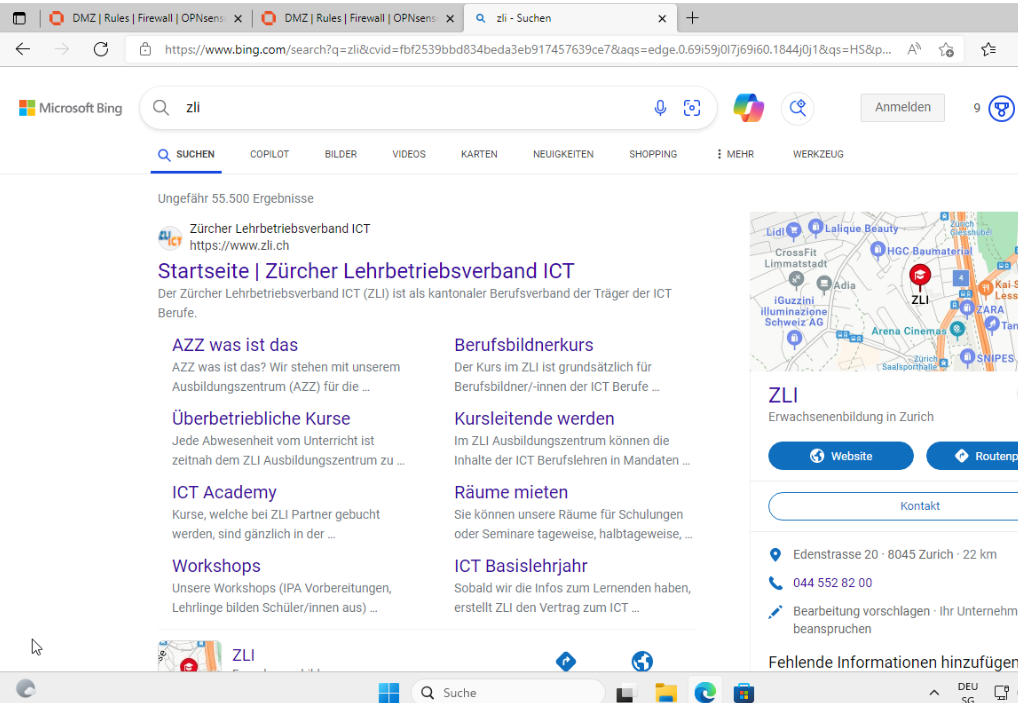 DMZ | Rules | Firewall | OPNsens
DMZ | Rules | Firewall | OPNsens
zli - Suchen
https://www.bing.com/search?q=zli&cvid=fbf2539bbd834beda3eb917457639ce7&aqs=edge.0.69i59j0l7j69i60.1844j0j1&qs=HS&p...
Microsoft Bing
zli
Anmelden
9
SUCHEN
COPILOT
BILDER
VIDEOS
KARTEN
NEUIGKEITEN
SHOPPING
MEHR
WERKZEUG
Ungefähr 55.500 Ergebnisse
Zürcher Lehrbetriebsverband ICT
https://www.zli.ch
Startseite | Zürcher Lehrbetriebsverband ICT
Der Zürcher Lehrbetriebsverband ICT (ZLI) ist als kantonaler Berufsverband der Träger der ICT
Berufe.
AZZ was ist das
AZZ was ist das? Wir stehen mit unserem
Ausbildungszentrum (AZZ) für die ...
Berufsbildnerkurs
Der Kurs im ZLI ist grundsätzlich für
Berufsbildner/-innen der ICT Berufe ...
Überbetriebliche Kurse
Jede Abwesenheit vom Unterricht ist
zeitnah dem ZLI Ausbildungszentrum zu ...
Kursleitende werden
Im ZLI Ausbildungszentrum können die
Inhalte der ICT Berufslehren in Mandaten ...
ICT Academy
Kurse, welche bei ZLI Partner gebucht
werden, sind gänzlich in der ...
Räume mieten
Sie können unsere Räume für Schulungen
oder Seminare tageweise, halbtageweise, ...
Workshops
Unsere Workshops (IPA Vorbereitungen,
Lehrlinge bilden Schüler/innen aus) ...
ICT Basislehrjahr
Sobald wir die Infos zum Lernenden haben,
erstellt ZLI den Vertrag zum ICT ...
ZLI
Lidl
Lalique Beauty
Zürich
Giesshübel
CrossFit
Limmatstadt
HGC Baumaterial
Adia
ZLI
4
Kai S
Less
iGuzzini
illuminazione
Schweiz AG
ZARA
Tan
Arena Cinemas
Zürich
Saalsporthalle
SNIPES
ZLI
Erwachsenenbildung in Zurich
Website
Routenp
Kontakt
Edenstrasse 20 · 8045 Zurich · 22 km
044 552 82 00
Bearbeitung vorschlagen · Ihr Unternehm
beanspruchen
Fehlende Informationen hinzufügen
Suche
DEU
SG